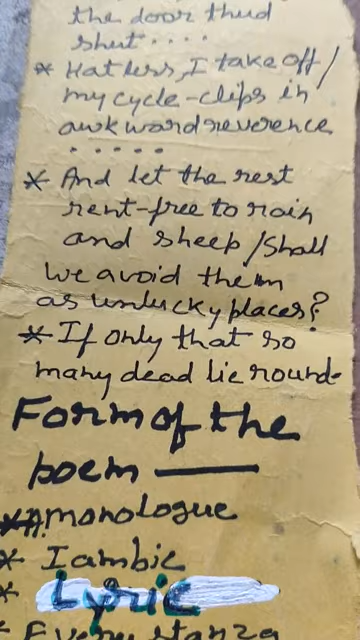 the door thud
shut....
* Hatless, I take off/
my cycle-clips in
awkward reverence
.....
* And let the rest
rent-free to rain
and sheep/Shall
we avoid them
as unlucky places?
* If only that so
many dead lie round.
Form of the
poem —
*A monologue
* Iambic
* Lyric
* Every stanza